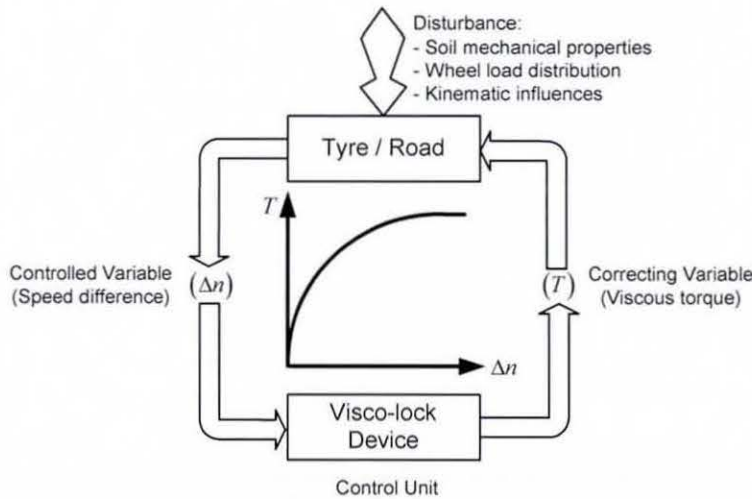 Disturbance:
- Soil mechanical properties
- Wheel load distribution
- Kinematic influences
Tyre / Road
T
Controlled Variable
(Speed difference)
(Δn)
(T)
Correcting Variable
(Viscous torque)
Δn
Visco-lock
Device
Control Unit